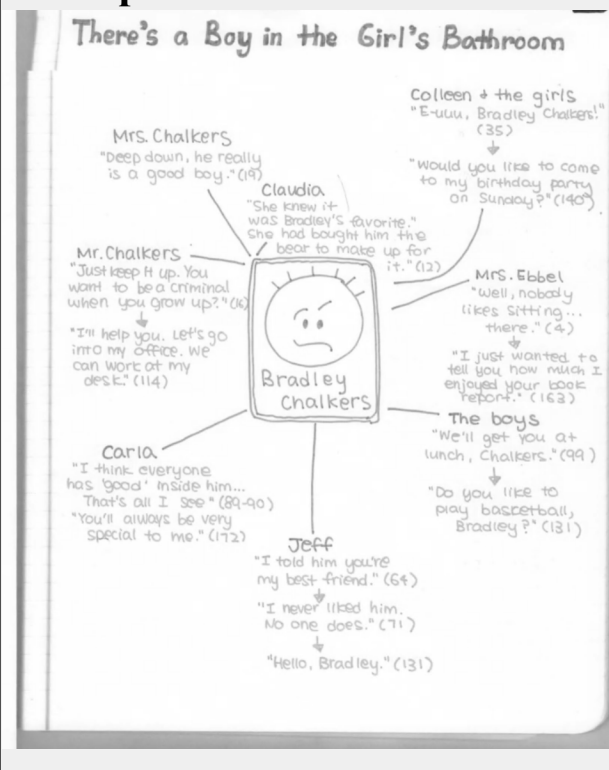 There's a Boy in the Girl's Bathroom
Colleen + the girls
"E-uuu, Bradley Chalkers!"
(35)
"Would you like to come
to my birthday party
on Sunday?" (140)
Mrs. Chalkers
"Deep down, he really
is a good boy." (19)
Claudia
"She knew it
was Bradley's favorite."
She had bought him the
bear to make up for
it." (12)
Mr. Chalkers
"Just keep it up. You
want to be a criminal
when you grow up?" (16)
"I'll help you. Let's go
into my office. We
can work at my
desk." (114)
Mrs. Ebbel
"Well, nobody
likes sitting...
there." (4)
"I just wanted to
tell you how much I
enjoyed your book
report." (163)
Bradley
Chalkers
The boys
"We'll get you at
lunch, Chalkers." (99)
"Do you like to
play basketball,
Bradley?" (131)
Carla
"I think everyone
has 'good' inside him...
That's all I see" (89-90)
"You'll always be very
special to me." (172)
Jeff
"I told him you're
my best friend." (64)
"I never liked him.
No one does." (71)
"Hello, Bradley." (131)